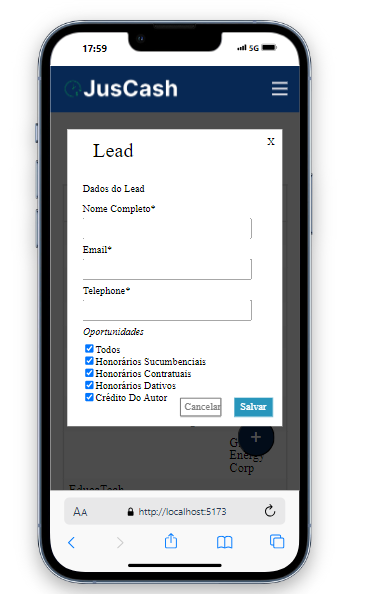 17:59
5G
JusCash
Lead
X
Dados do Lead
Nome Completo*
Email*
Telephone*
Oportunidades
Todos
Honorários Sucumbenciais
Honorários Contratuais
Honorários Dativos
Crédito Do Autor
Cancelar
Salvar
+
Energy
Corp
AA
http://localhost:5173